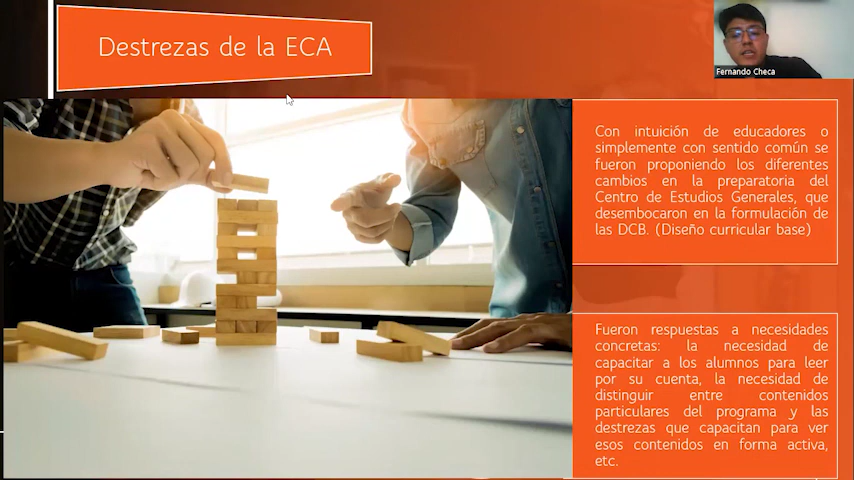 Destrezas de la ECA
Fernando Checa
Con intuición de educadores o
simplemente con sentido común se
fueron proponiendo los diferentes
cambios en la preparatoria del
Centro de Estudios Generales, que
desembocaron en la formulación de
las DCB. (Diseño curricular base)
Fueron respuestas a necesidades
concretas: la necesidad de
capacitar a los alumnos para leer
por su cuenta, la necesidad de
distinguir entre contenidos
particulares del programa y las
destrezas que capacitan para ver
esos contenidos en forma activa,
etc.